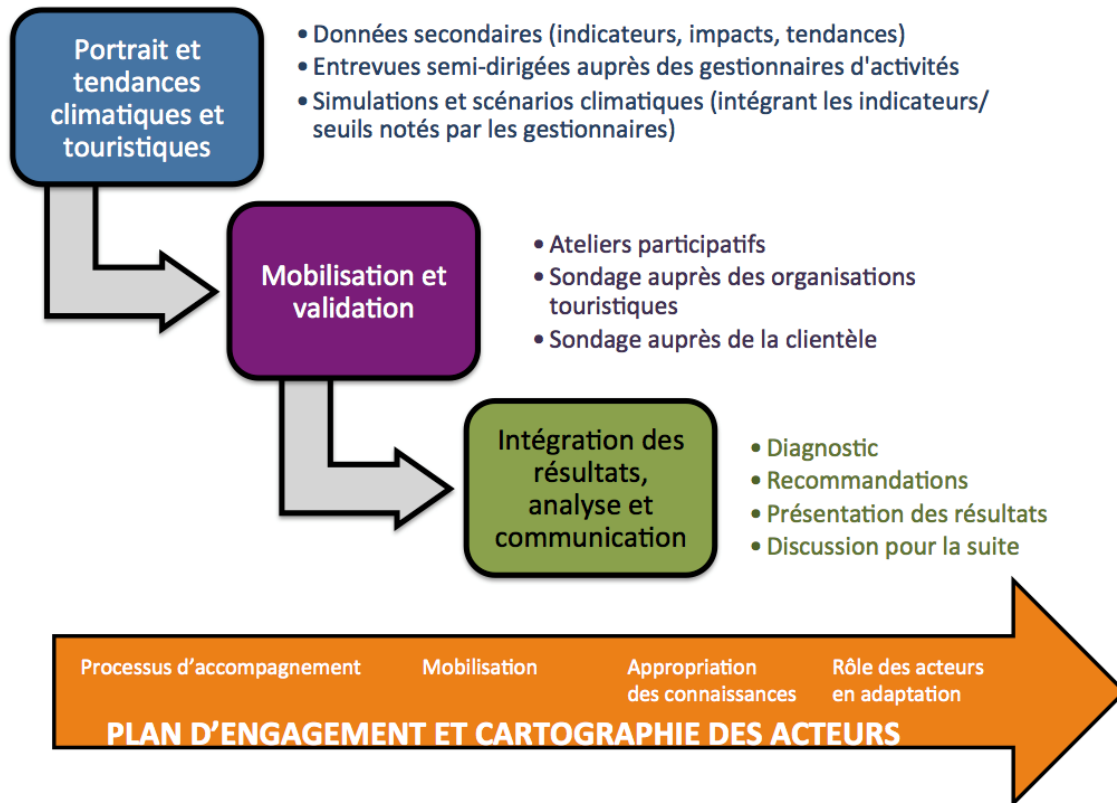 Portrait et
tendances
climatiques et
touristiques
• Données secondaires (indicateurs, impacts, tendances)
• Entrevues semi-dirigées auprès des gestionnaires d'activités
• Simulations et scénarios climatiques (intégrant les indicateurs/
seuils notés par les gestionnaires)
Mobilisation et
validation
• Ateliers participatifs
• Sondage auprès des organisations
touristiques
• Sondage auprès de la clientèle
Intégration des
résultats,
analyse et
communication
• Diagnostic
• Recommandations
• Présentation des résultats
• Discussion pour la suite
Processus d’accompagnement
Mobilisation
Appropriation
des connaissances
Rôle des acteurs
en adaptation
PLAN D’ENGAGEMENT ET CARTOGRAPHIE DES ACTEURS